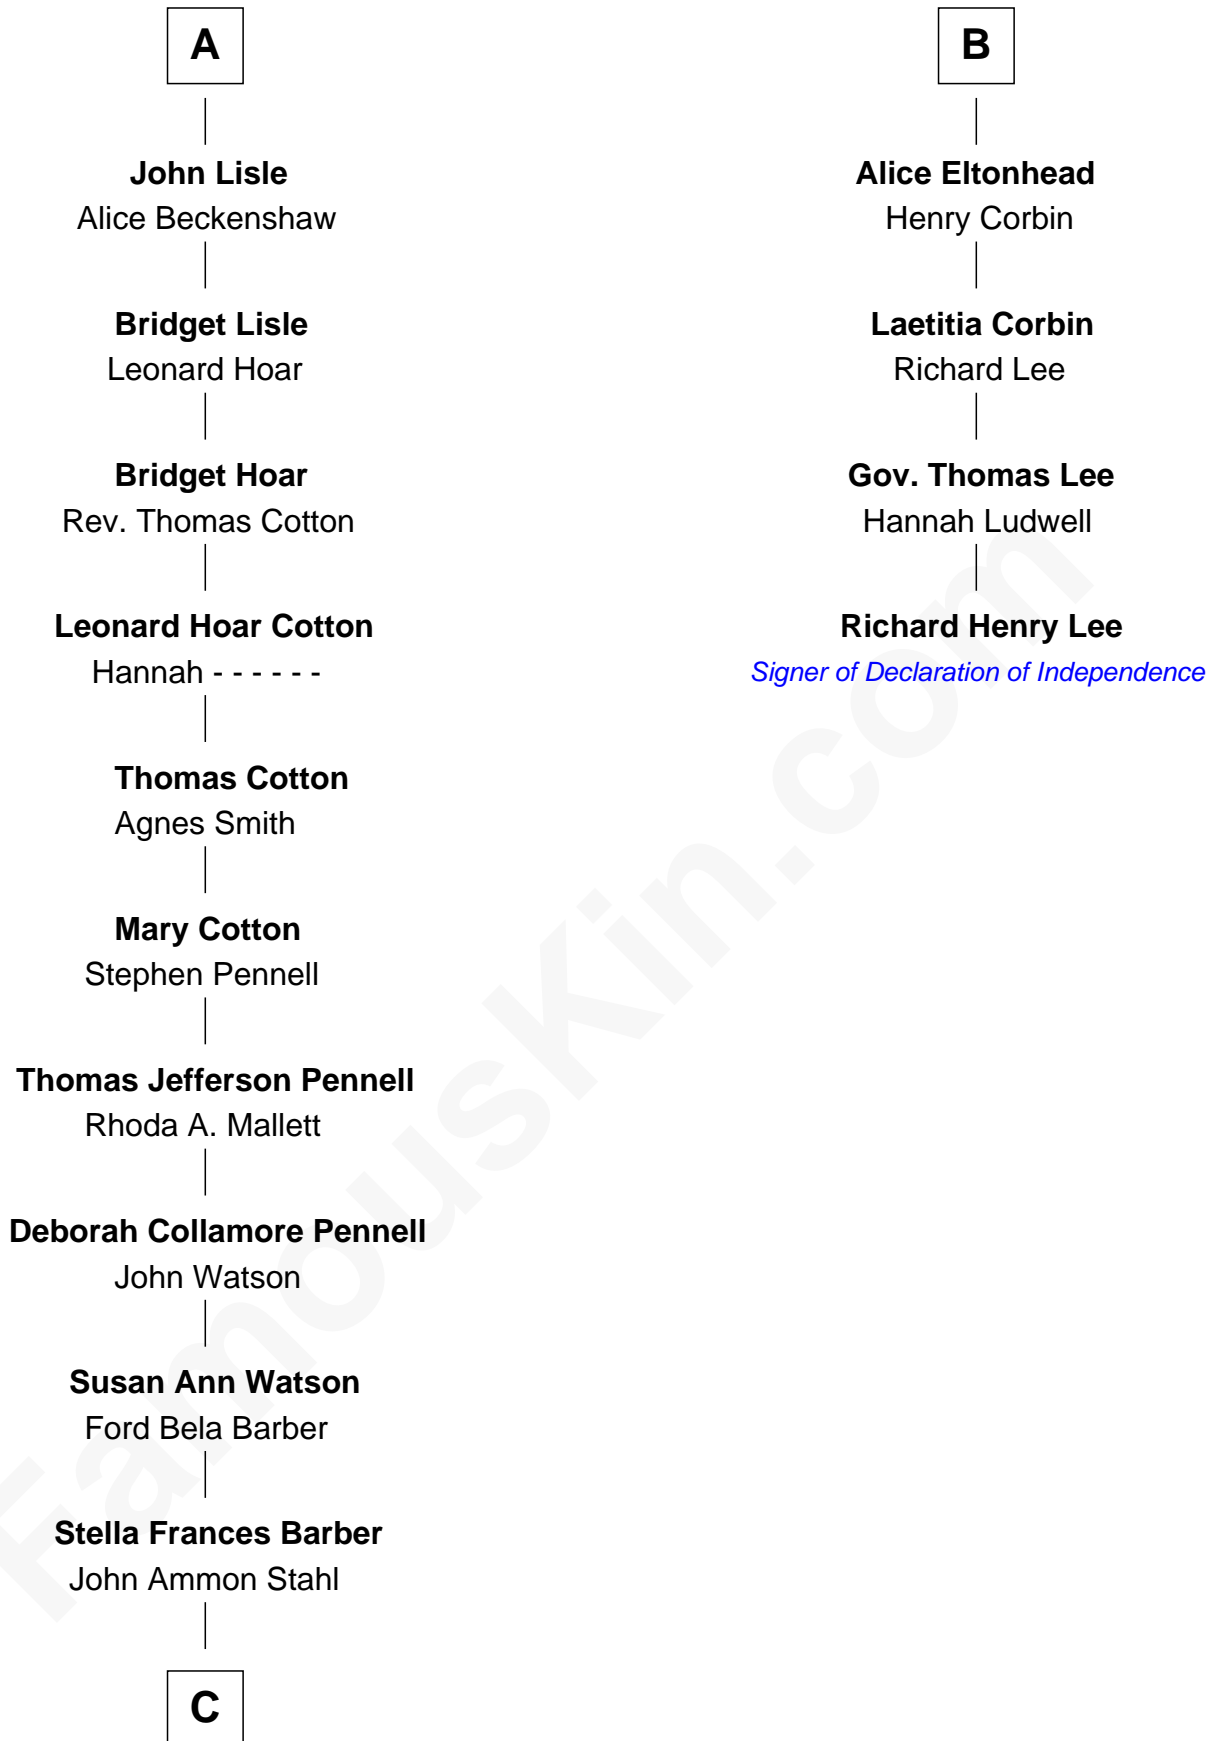 A
John Lisle
Alice Beckenshaw
Bridget Lisle
Leonard Hoar
Bridget Hoar
Rev. Thomas Cotton
Leonard Hoar Cotton
Hannah - - - - - -
Thomas Cotton
Agnes Smith
Mary Cotton
Stephen Pennell
Thomas Jefferson Pennell
Rhoda A. Mallett
Deborah Collamore Pennell
John Watson
Susan Ann Watson
Ford Bela Barber
Stella Frances Barber
John Ammon Stahl
C
B
Alice Eltonhead
Henry Corbin
Laetitia Corbin
Richard Lee
Gov. Thomas Lee
Hannah Ludwell
Richard Henry Lee
Signer of Declaration of Independence
FamousKin.com